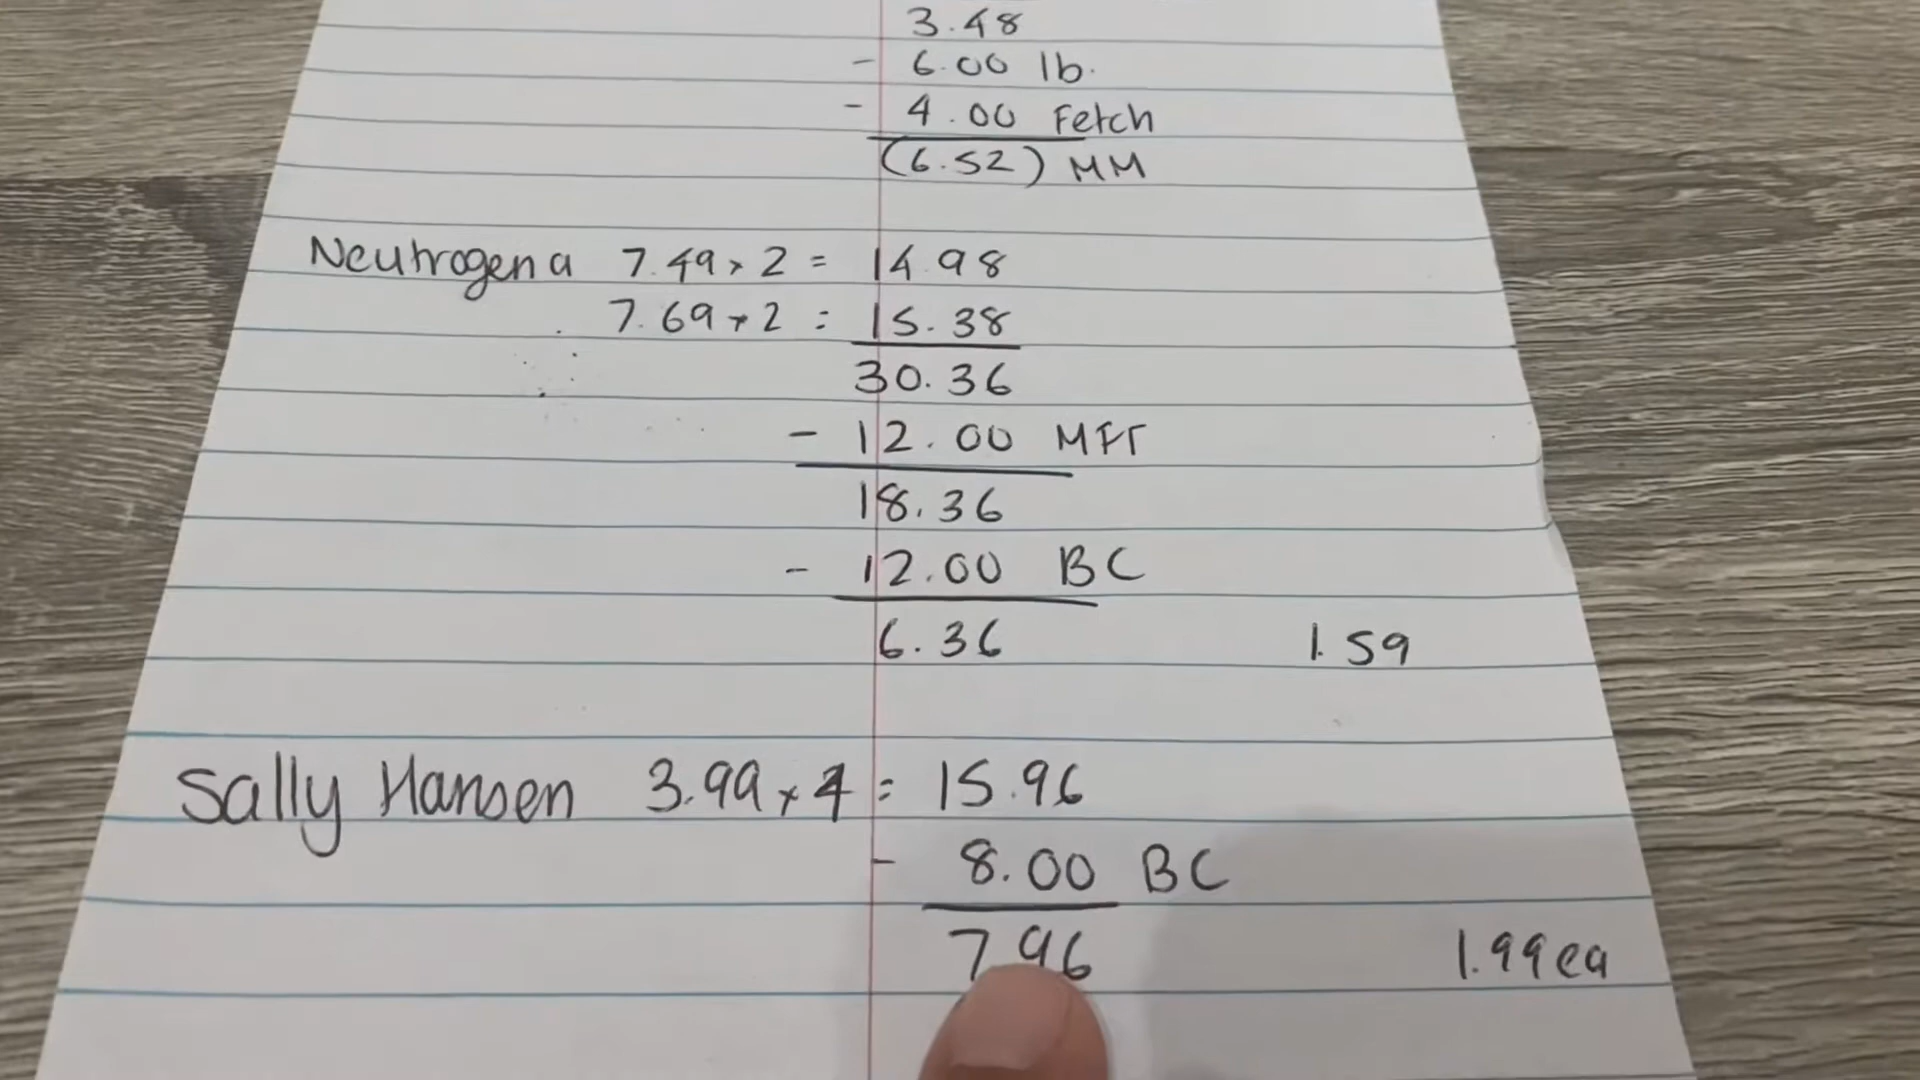 3.48
- 6.00 lb.
- 4.00 Fetch
(6.52) MM
Neutrogena 7.49 x 2 = 14.98
7.69 x 2 = 15.38
30.36
- 12.00 MFT
18.36
- 12.00 BC
6.36 1.59
Sally Hansen 3.99 x 4 = 15.96
- 8.00 BC
7.96 1.99 ea